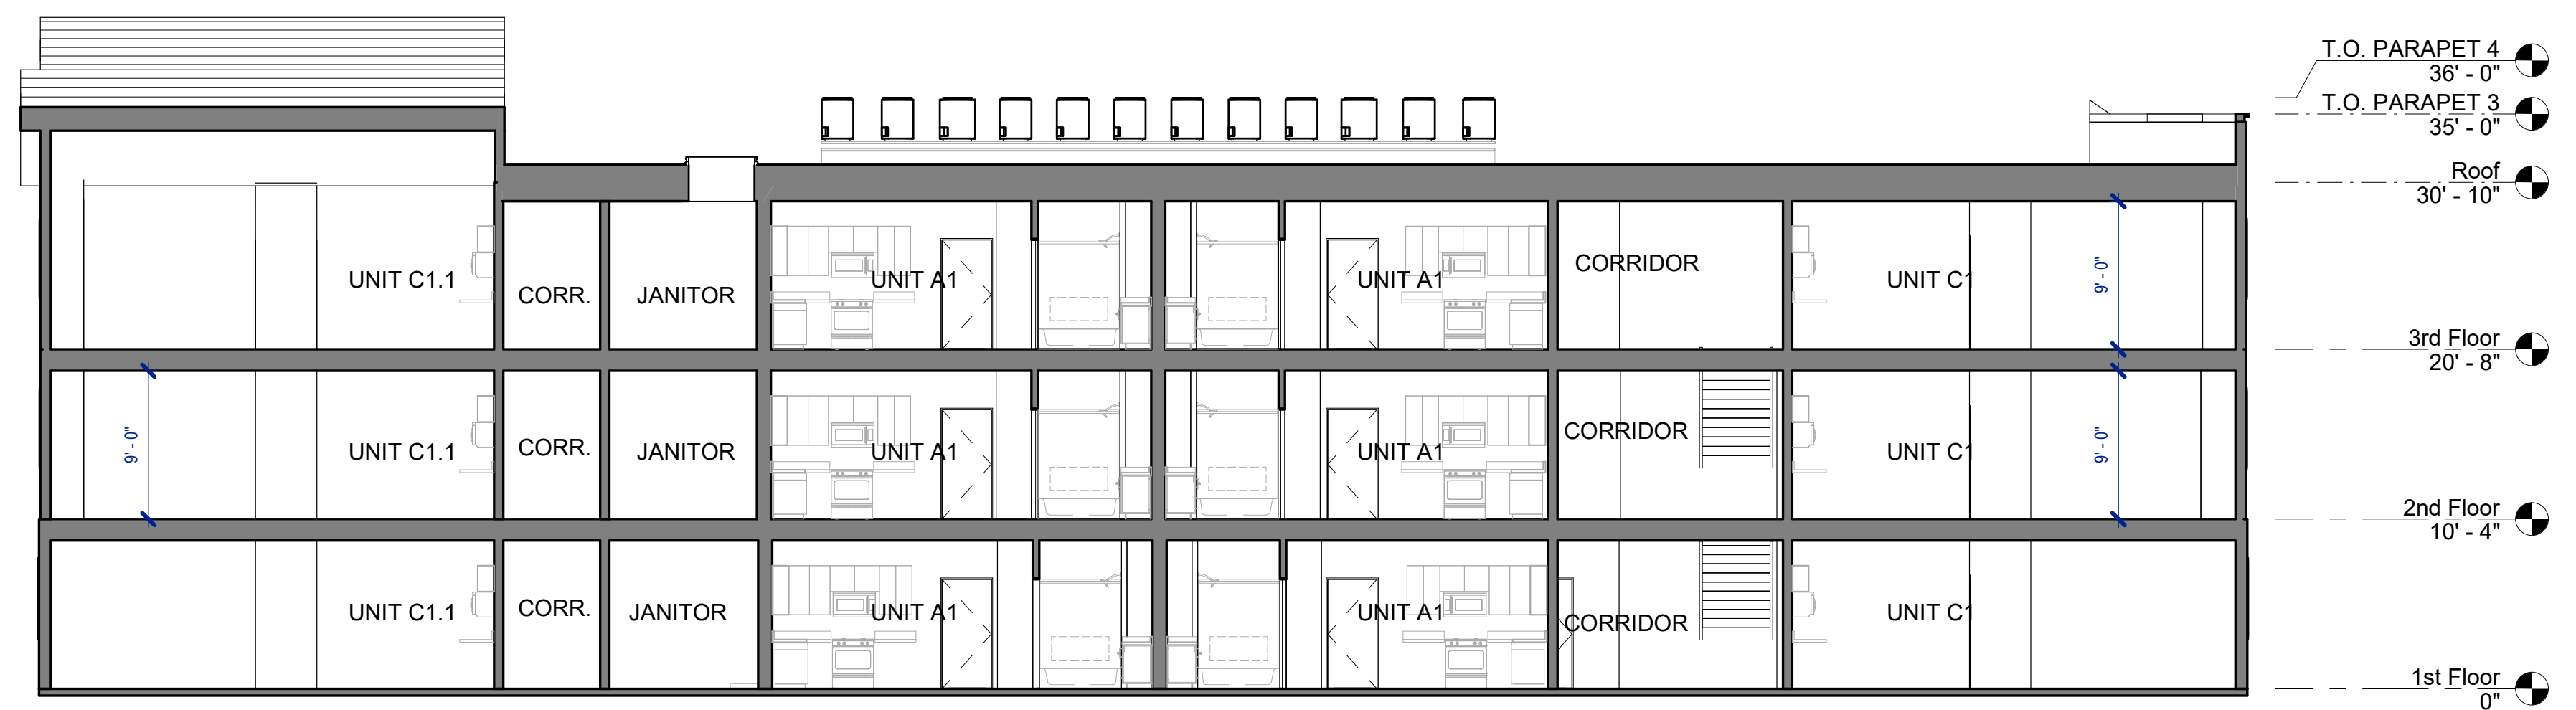 T.O. PARAPET 4
36' - 0"
T.O. PARAPET 3
35' - 0"
Roof
30' - 10"
UNIT C1.1
CORR.
JANITOR
UNIT A1
UNIT A1
CORRIDOR
UNIT C1
9' - 0"
3rd Floor
20' - 8"
9' - 0"
UNIT C1.1
CORR.
JANITOR
UNIT A1
UNIT A1
CORRIDOR
UNIT C1
9' - 0"
2nd Floor
10' - 4"
UNIT C1.1
CORR.
JANITOR
UNIT A1
UNIT A1
CORRIDOR
UNIT C1
1st Floor
0"